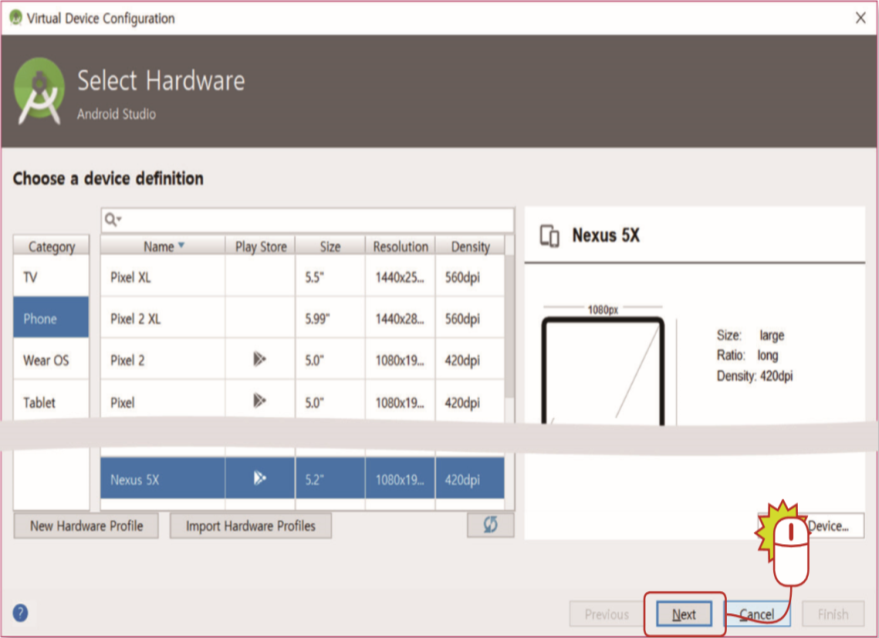 Virtual Device Configuration
Select Hardware
Android Studio
Choose a device definition
Category
TV
Phone
Wear OS
Tablet
Name Play Store Size Resolution Density
Pixel XL 5.5" 1440x25... 560dpi
Pixel 2 XL 5.99" 1440x28... 560dpi
Pixel 2 5.0" 1080x19... 420dpi
Pixel 5.0" 1080x19... 420dpi
Nexus 5X 5.2" 1080x19... 420dpi
New Hardware Profile Import Hardware Profiles
Nexus 5X
1080px
Size: large
Ratio: long
Density: 420dpi
Device...
? Previous Next Cancel Finish